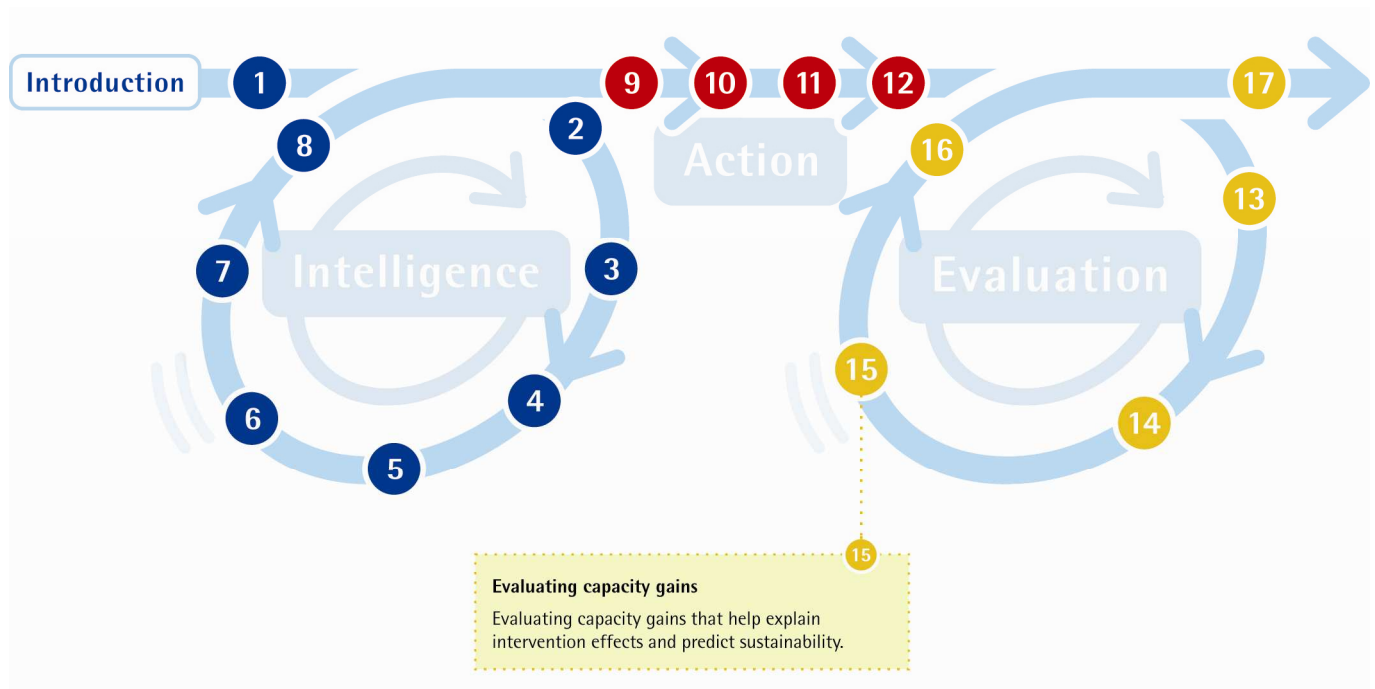 Introduction
1
2
3
4
5
6
7
8
Intelligence
9
10
11
12
Action
13
14
15
16
17
Evaluation
15
Evaluating capacity gains
Evaluating capacity gains that help explain
intervention effects and predict sustainability.